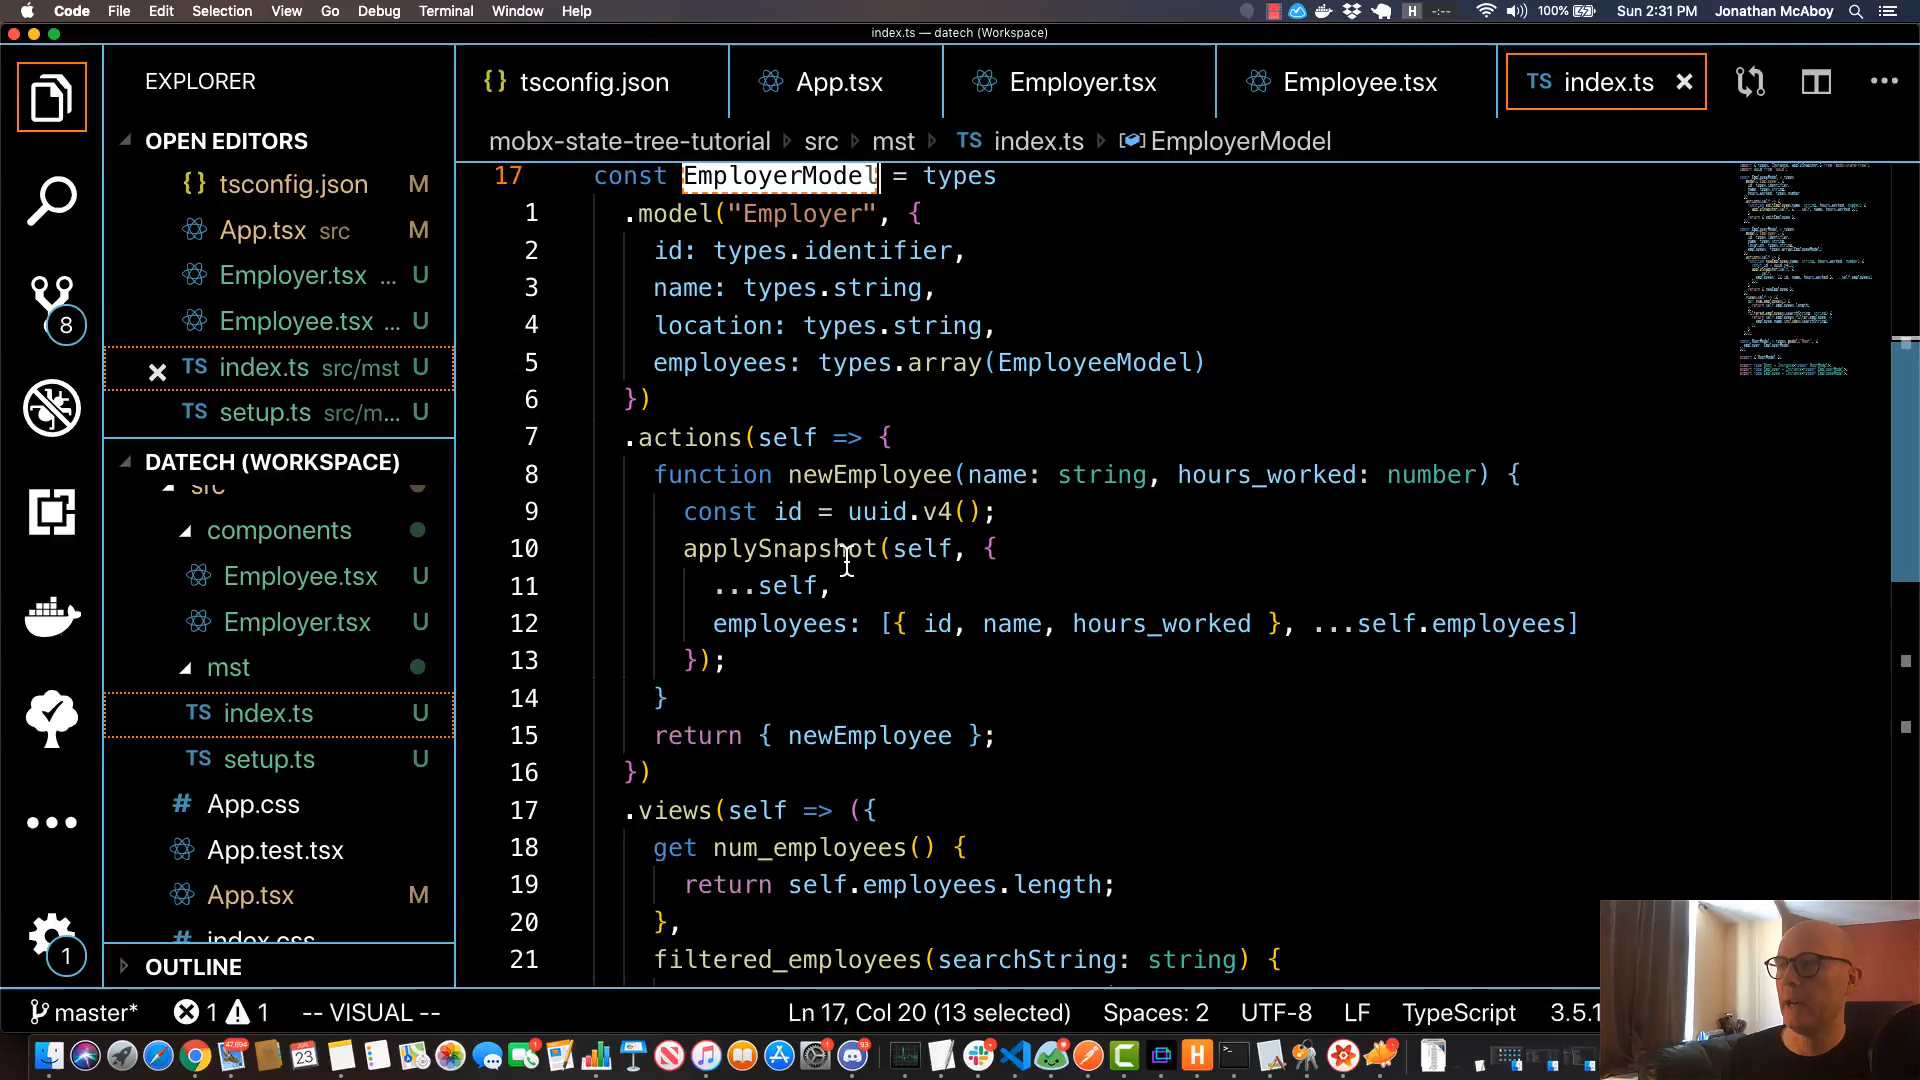 Code File Edit Selection View Go Debug Terminal Window Help
H -:-- 100% Sun 2:31 PM Jonathan McAboy
index.ts — datech (Workspace)
EXPLORER
{} tsconfig.json App.tsx Employer.tsx Employee.tsx TS index.ts
mobx-state-tree-tutorial src mst TS index.ts EmployerModel
OPEN EDITORS
{} tsconfig.json M
App.tsx src M
Employer.tsx ... U
Employee.tsx ... U
TS index.ts src/mst U
TS setup.ts src/m... U
DATECH (WORKSPACE)
src
components
Employee.tsx U
Employer.tsx U
mst
TS index.ts U
TS setup.ts U
# App.css
App.test.tsx
App.tsx M
# index.css
OUTLINE
8
1
17 const EmployerModel = types
1 .model("Employer", {
2 id: types.identifier,
3 name: types.string,
4 location: types.string,
5 employees: types.array(EmployeeModel)
6 })
7 .actions(self => {
8 function newEmployee(name: string, hours_worked: number) {
9 const id = uuid.v4();
10 applySnapshot(self, {
11 ...self,
12 employees: [{ id, name, hours_worked }, ...self.employees]
13 });
14 }
15 return { newEmployee };
16 })
17 .views(self => ({
18 get num_employees() {
19 return self.employees.length;
20 },
21 filtered_employees(searchString: string) {
master* 1 1 -- VISUAL -- Ln 17, Col 20 (13 selected) Spaces: 2 UTF-8 LF TypeScript 3.5.1
47,694
23